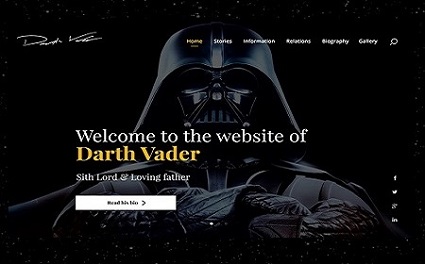 Darth Vader
Home Stories Information Relations Biography Gallery
Welcome to the website of
Darth Vader
Sith Lord & Loving father
Read his bio